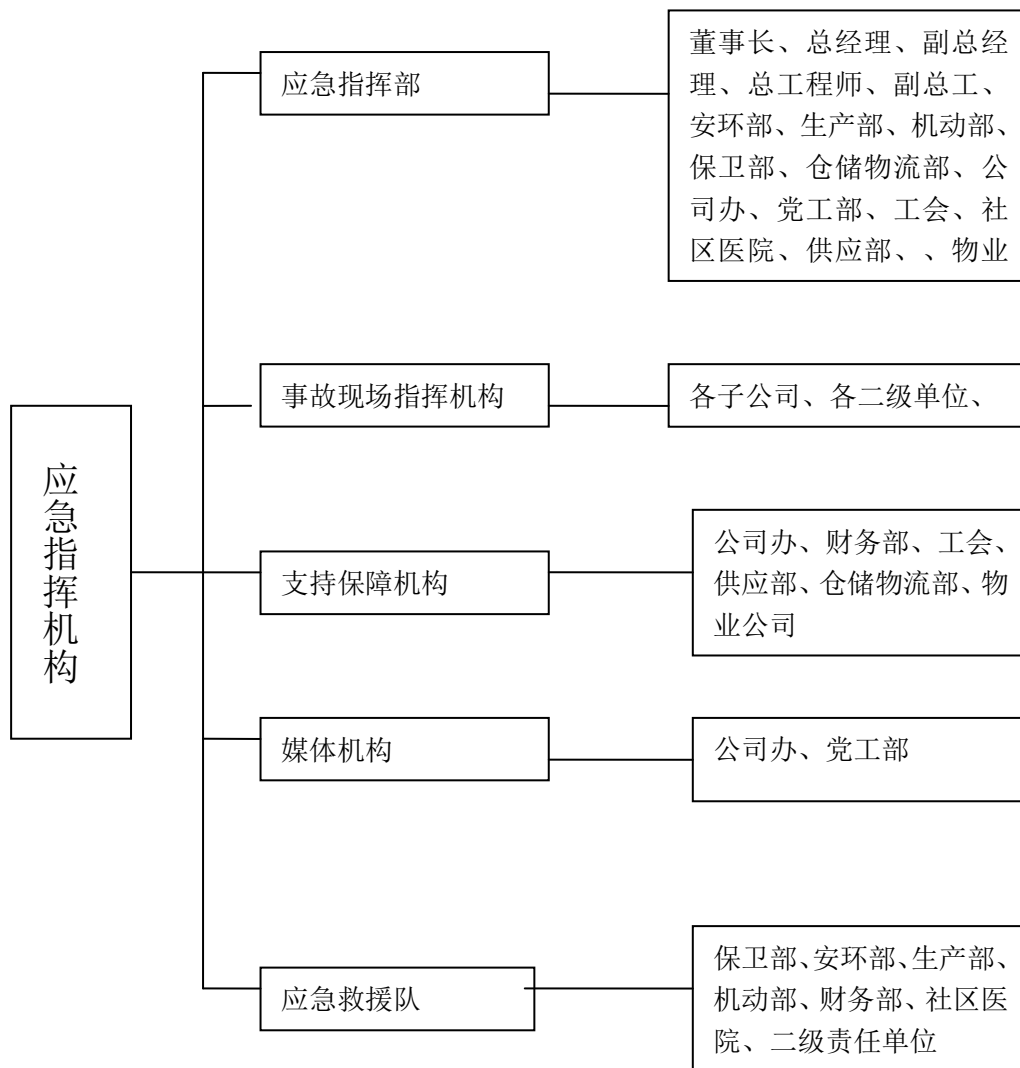 应急指挥部
董事长、总经理、副总经
理、总工程师、副总工、
安环部、生产部、机动部、
保卫部、仓储物流部、公
司办、党工部、工会、社
区医院、供应部、、物业
事故现场指挥机构
各子公司、各二级单位、
应急指挥机构
支持保障机构
公司办、财务部、工会、
供应部、仓储物流部、物
业公司
媒体机构
公司办、党工部
应急救援队
保卫部、安环部、生产部、
机动部、财务部、社区医
院、二级责任单位